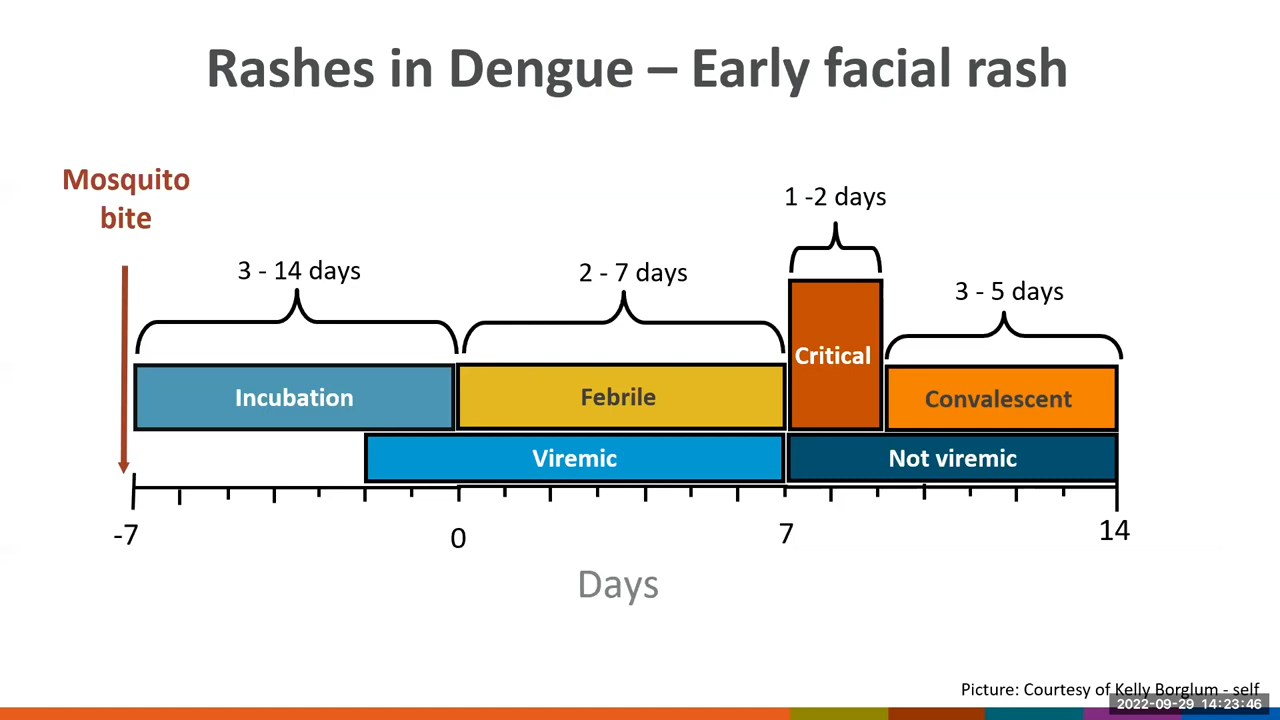 Rashes in Dengue – Early facial rash
Mosquito
bite
3 - 14 days
2 - 7 days
1 -2 days
3 - 5 days
Incubation
Febrile
Critical
Convalescent
Viremic
Not viremic
-7
0
7
14
Days
Picture: Courtesy of Kelly Borglum - self
2022-09-29 14:23:46